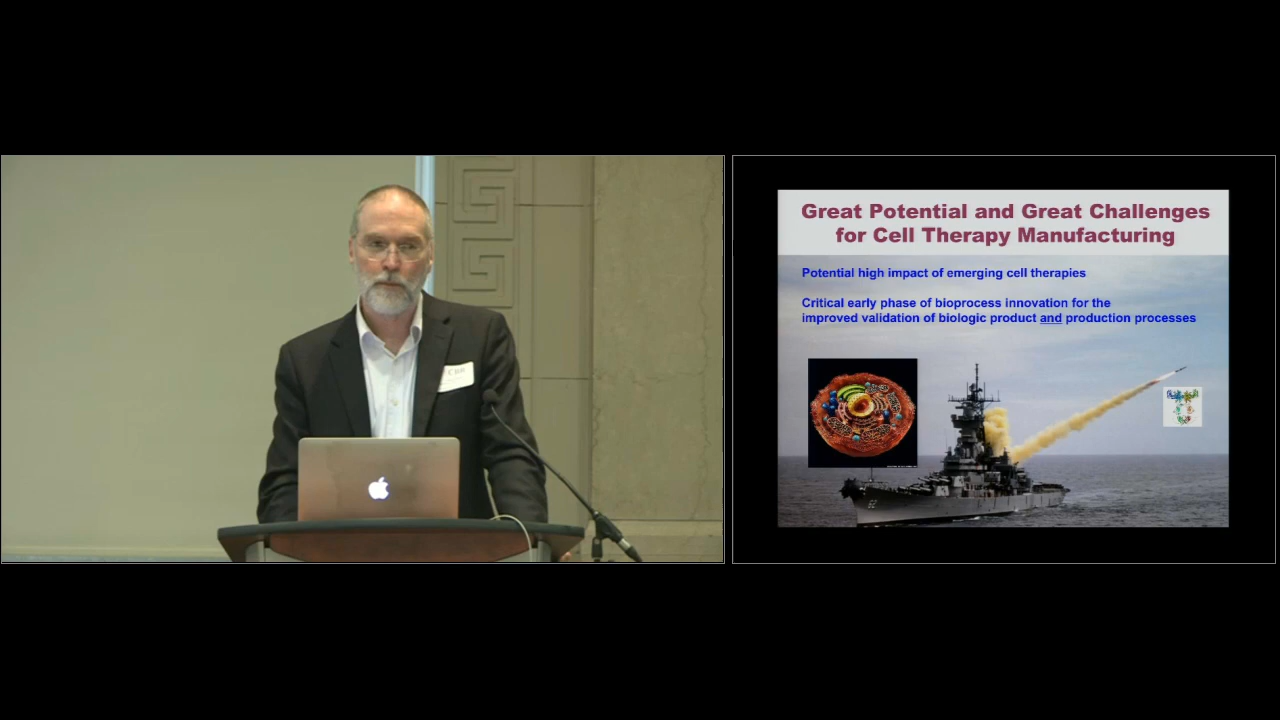 Great Potential and Great Challenges
for Cell Therapy Manufacturing
Potential high impact of emerging cell therapies
Critical early phase of bioprocess innovation for the
improved validation of biologic product and production processes
62